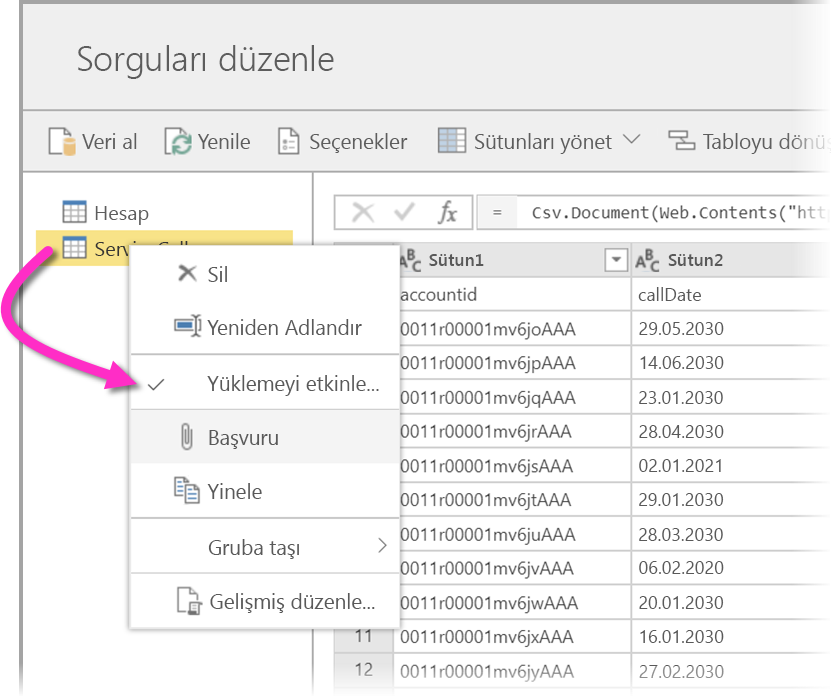 Sorguları düzenle
Veri al Yenile Seçenekler Sütunları yönet Tabloyu dönüş
Hesap
fx = Csv.Document(Web.Contents("htt
Sil
Yeniden Adlandır
Yüklemeyi etkinle...
Başvuru
Yinele
Gruba taşı
Gelişmiş düzenle...
ABC Sütun1 ABC Sütun2
accountid callDate
0011r00001mv6joAAA 29.05.2030
0011r00001mv6jpAAA 14.06.2030
0011r00001mv6jqAAA 23.01.2030
0011r00001mv6jrAAA 28.04.2030
0011r00001mv6jsAAA 02.01.2021
0011r00001mv6jtAAA 29.01.2030
0011r00001mv6juAAA 28.03.2030
0011r00001mv6jvAAA 06.02.2020
0011r00001mv6jwAAA 20.01.2030
11 0011r00001mv6jxAAA 16.01.2030
12 0011r00001mv6jyAAA 27.02.2030